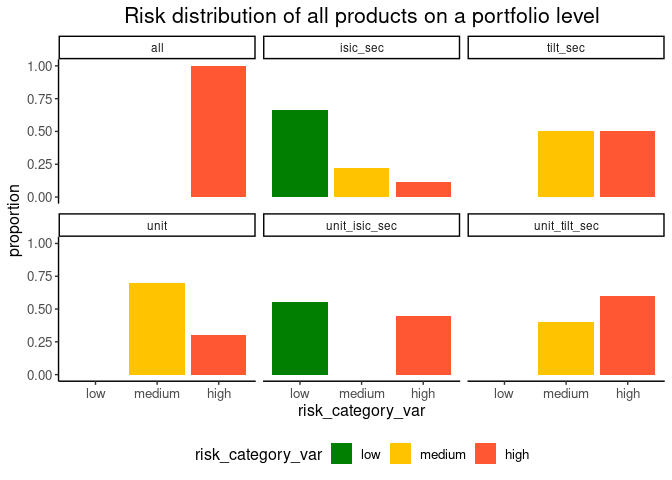 Risk distribution of all products on a portfolio level
all isic_sec tilt_sec
1.00
0.75
0.50
0.25
0.00
unit unit_isic_sec unit_tilt_sec
1.00
0.75
0.50
0.25
0.00
proportion
low medium high low medium high low medium high
risk_category_var
risk_category_var low medium high